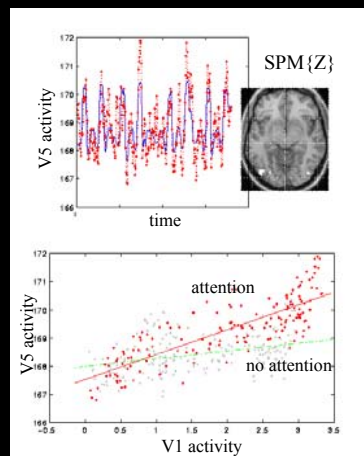 SPM{Z}
V5 activity
172
171
170
169
168
167
166
time
V5 activity
172
171
170
169
168
167
166
attention
no attention
-0.5 0 0.5 1 1.5 2 2.5 3 3.5
V1 activity